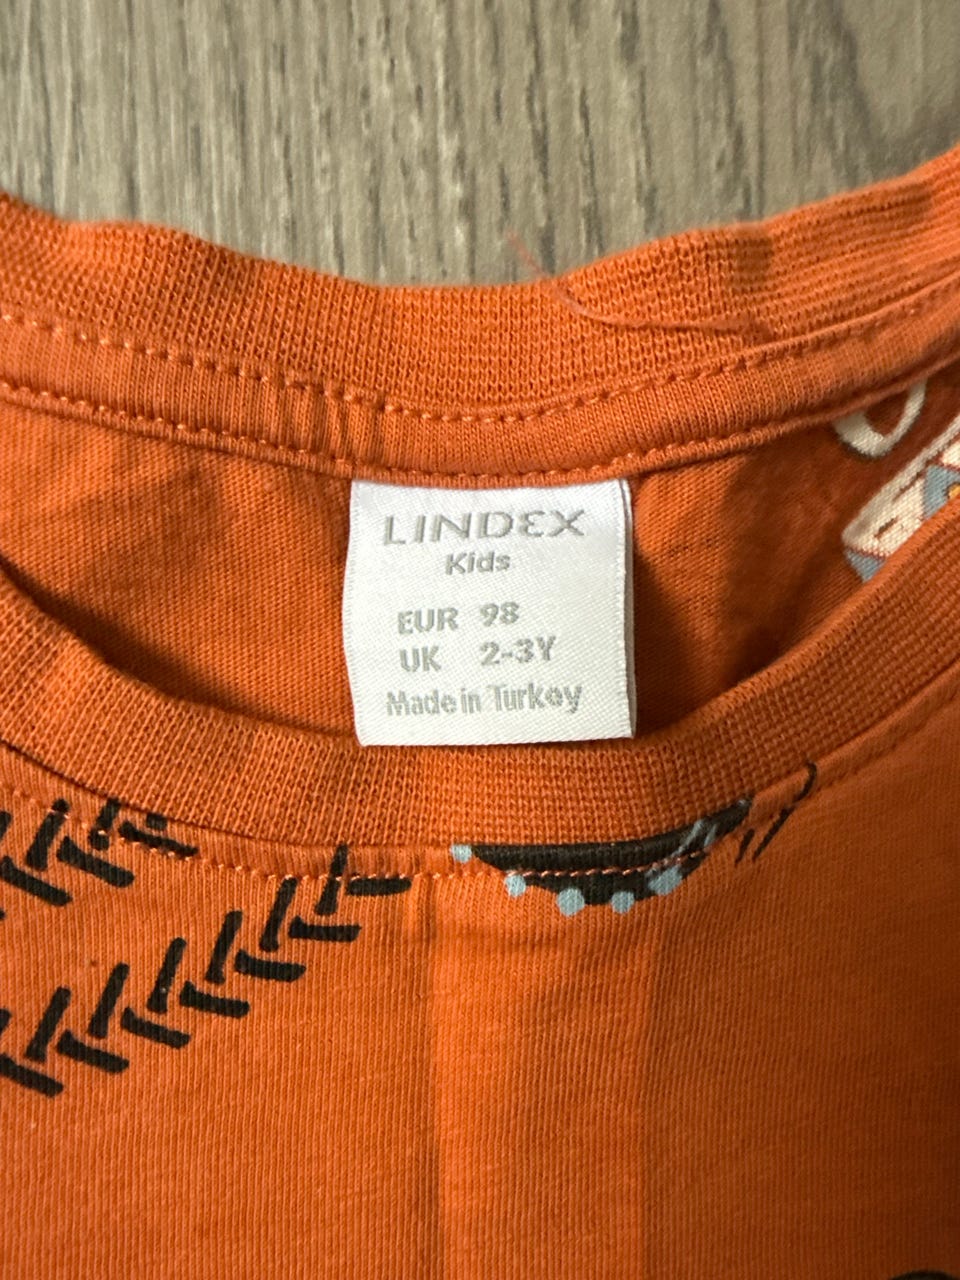 LINDEX
Kids
EUR 98
UK 2-3Y
Made in Turkey